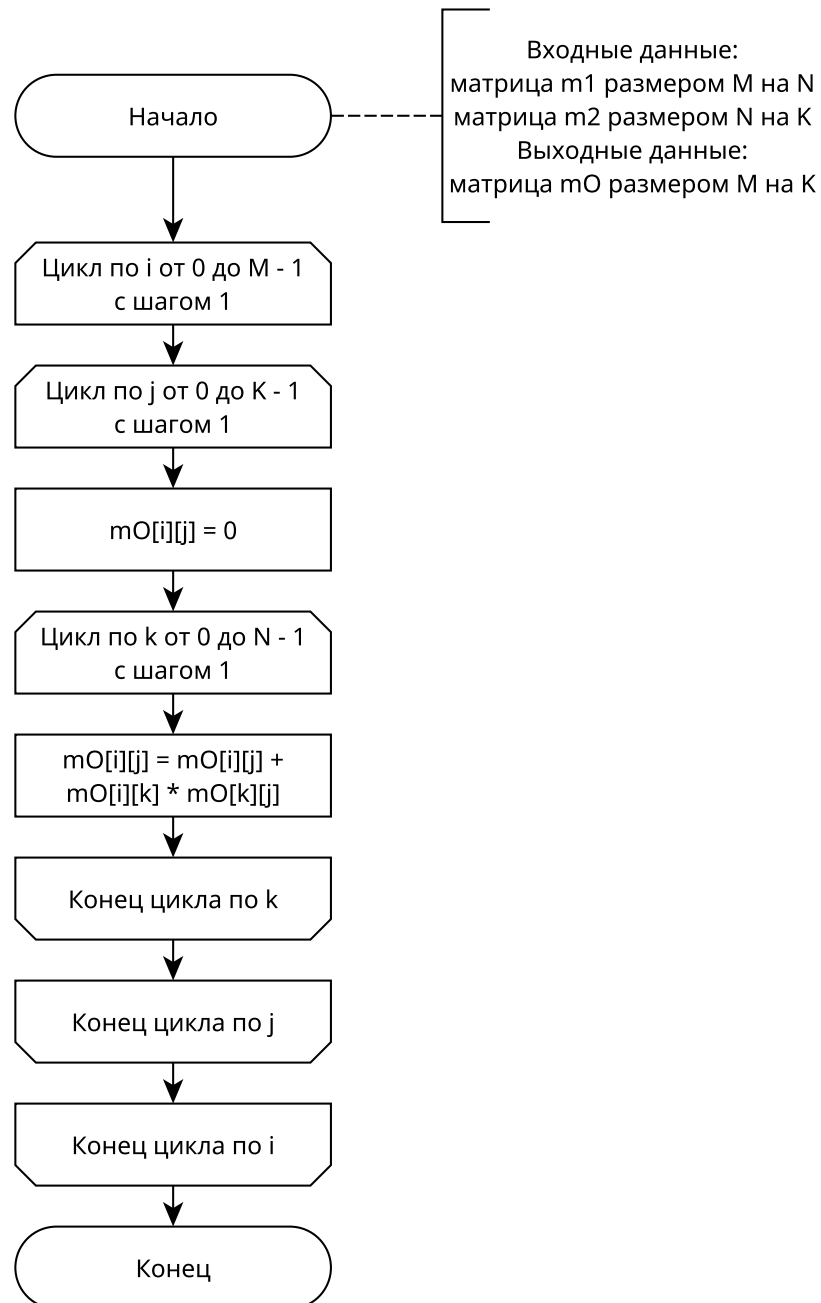 Начало
Входные данные:
матрица m1 размером M на N
матрица m2 размером N на K
Выходные данные:
матрица mO размером M на K
Цикл по i от 0 до M - 1
с шагом 1
Цикл по j от 0 до K - 1
с шагом 1
mO[i][j] = 0
Цикл по k от 0 до N - 1
с шагом 1
mO[i][j] = mO[i][j] +
mO[i][k] * mO[k][j]
Конец цикла по k
Конец цикла по j
Конец цикла по i
Конец